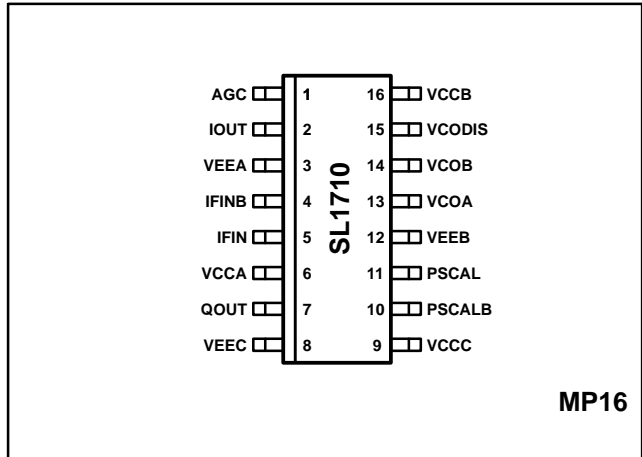 AGC 1 16 VCCB
IOUT 2 15 VCODIS
VEEA 3 14 VCOB
IFINB 4 13 VCOA
IFIN 5 12 VEEB
VCCA 6 11 PSCAL
QOUT 7 10 PSCALB
VEEC 8 9 VCCC
SL1710
MP16